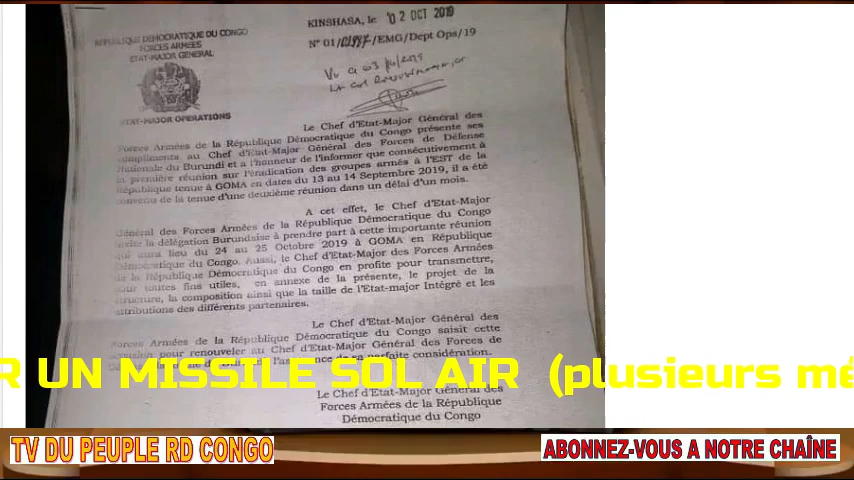 REPUBLIQUE DÉMOCRATIQUE DU CONGO
FORCES ARMÉES
ETAT-MAJOR GÉNÉRAL
ETAT-MAJOR OPERATIONS
KINSHASA, le 02 OCT 2019
N° 01/ /EMG/Dept Ops/19
Le Chef d'Etat-Major Général des
Forces Armées de la République Démocratique du Congo présente ses
compliments au Chef d'Etat-Major Général des Forces de Défense
Nationale du Burundi et a l'honneur de l'informer que consécutivement à
la première réunion sur l'éradication des groupes armés à l'EST de la
République tenue à GOMA en dates du 13 au 14 Septembre 2019, il a été
convenu de la tenue d'une deuxième réunion dans un délai d'un mois.
A cet effet, le Chef d'Etat-Major
Général des Forces Armées de la République Démocratique du Congo
invite la délégation Burundaise à prendre part à cette importante réunion
qui aura lieu du 24 au 25 Octobre 2019 à GOMA en République
Démocratique du Congo. Aussi, le Chef d'Etat-Major des Forces Armées
de la République Démocratique du Congo en profite pour transmettre,
pour toutes fins utiles, en annexe de la présente, le projet de la
structure, la composition ainsi que la taille de l'Etat-major Intégré et les
attributions des différents partenaires.
Le Chef d'Etat-Major Général des
Forces Armées de la République Démocratique du Congo saisit cette
occasion pour renouveler au Chef d'Etat-Major Général des Forces de
l'assurance de sa parfaite considération.
R UN MISSILE SOL AIR (plusieurs mé
Le Chef d'Etat-Major Général des
Forces Armées de la République
Démocratique du Congo
TV DU PEUPLE RD CONGO
ABONNEZ-VOUS A NOTRE CHAÎNE